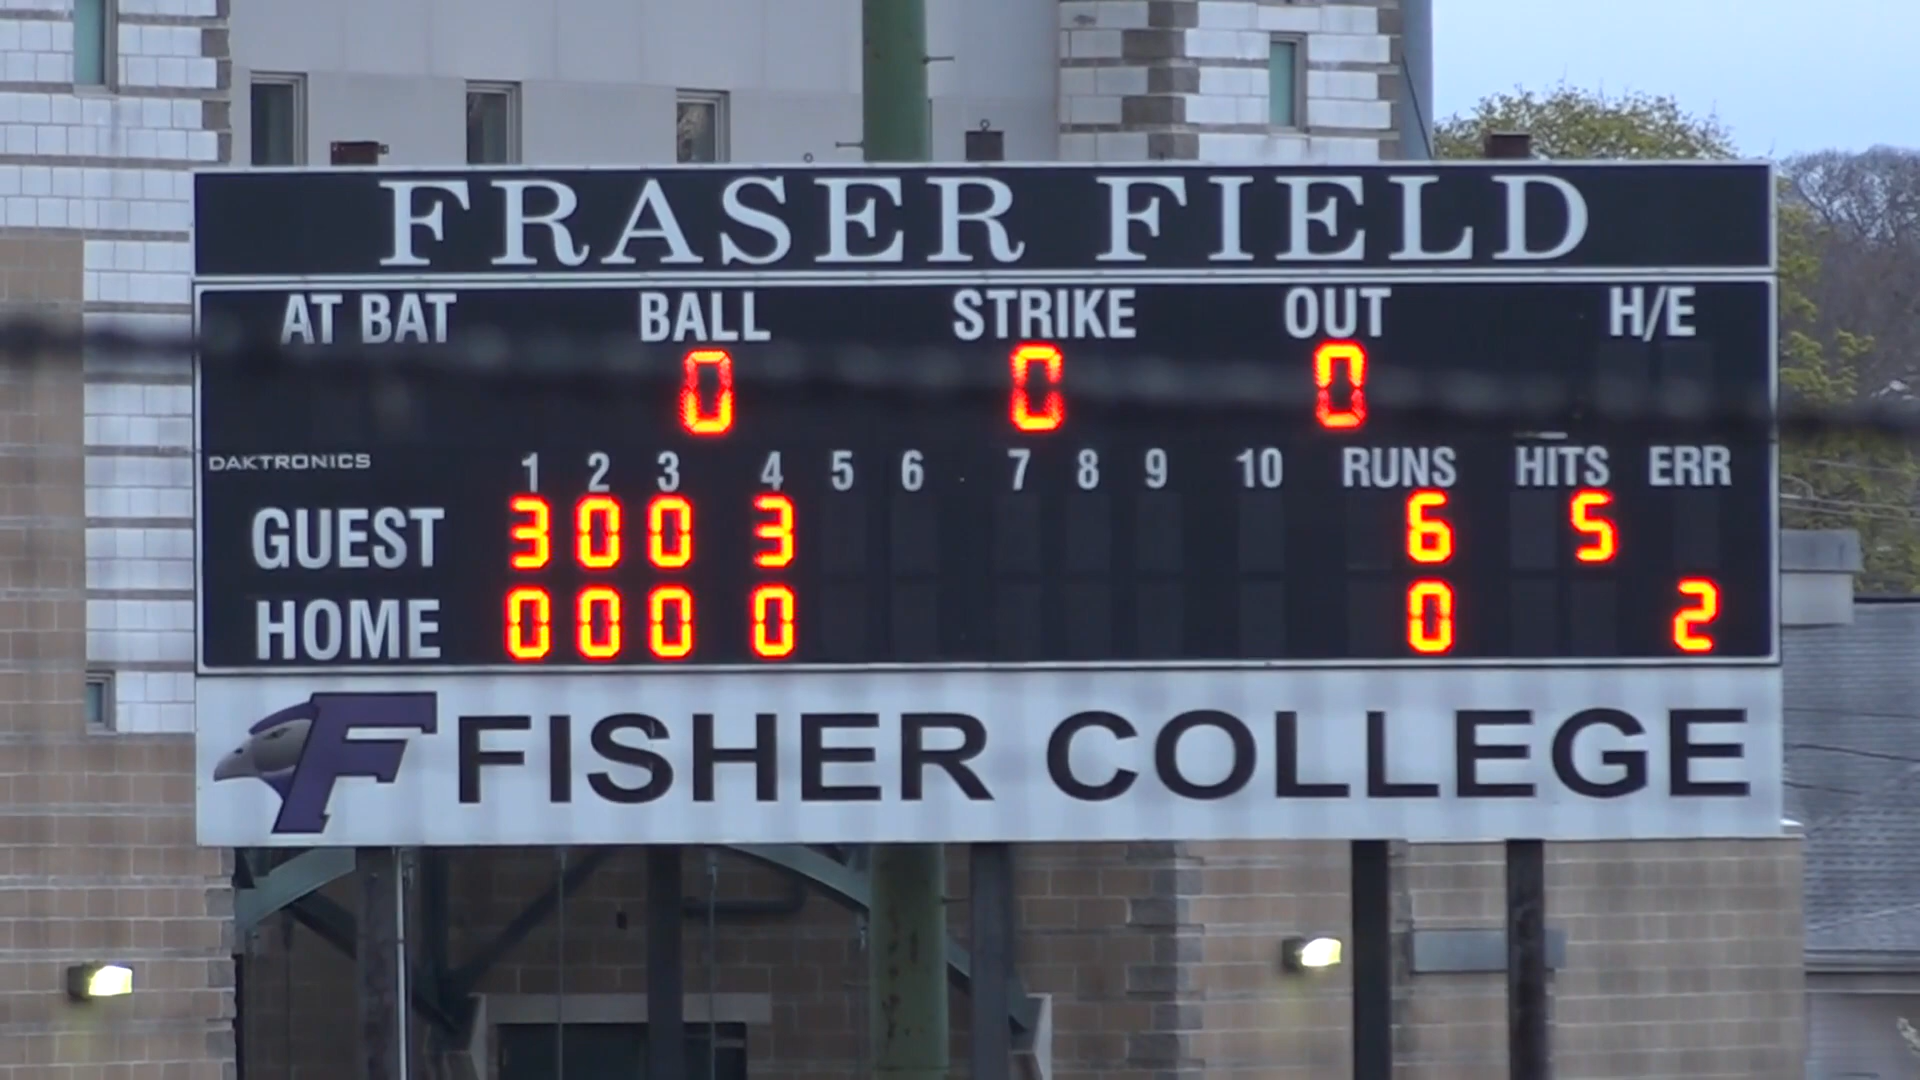 FRASER FIELD
AT BAT BALL STRIKE OUT H/E
0 0 0
DAKTRONICS 1 2 3 4 5 6 7 8 9 10 RUNS HITS ERR
GUEST 3 0 0 3 6 5
HOME 0 0 0 0 0 2
F FISHER COLLEGE